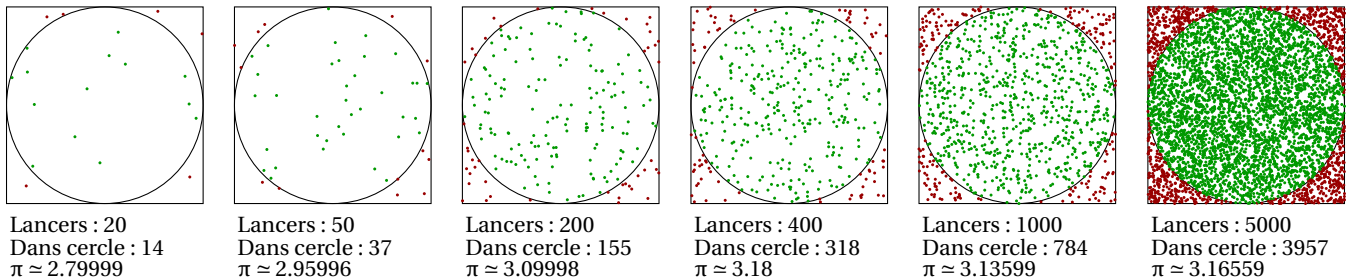 Lancers : 20
Dans cercle : 14
π ≃ 2.79999
Lancers : 50
Dans cercle : 37
π ≃ 2.95996
Lancers : 200
Dans cercle : 155
π ≃ 3.09998
Lancers : 400
Dans cercle : 318
π ≃ 3.18
Lancers : 1000
Dans cercle : 784
π ≃ 3.13599
Lancers : 5000
Dans cercle : 3957
π ≃ 3.16559